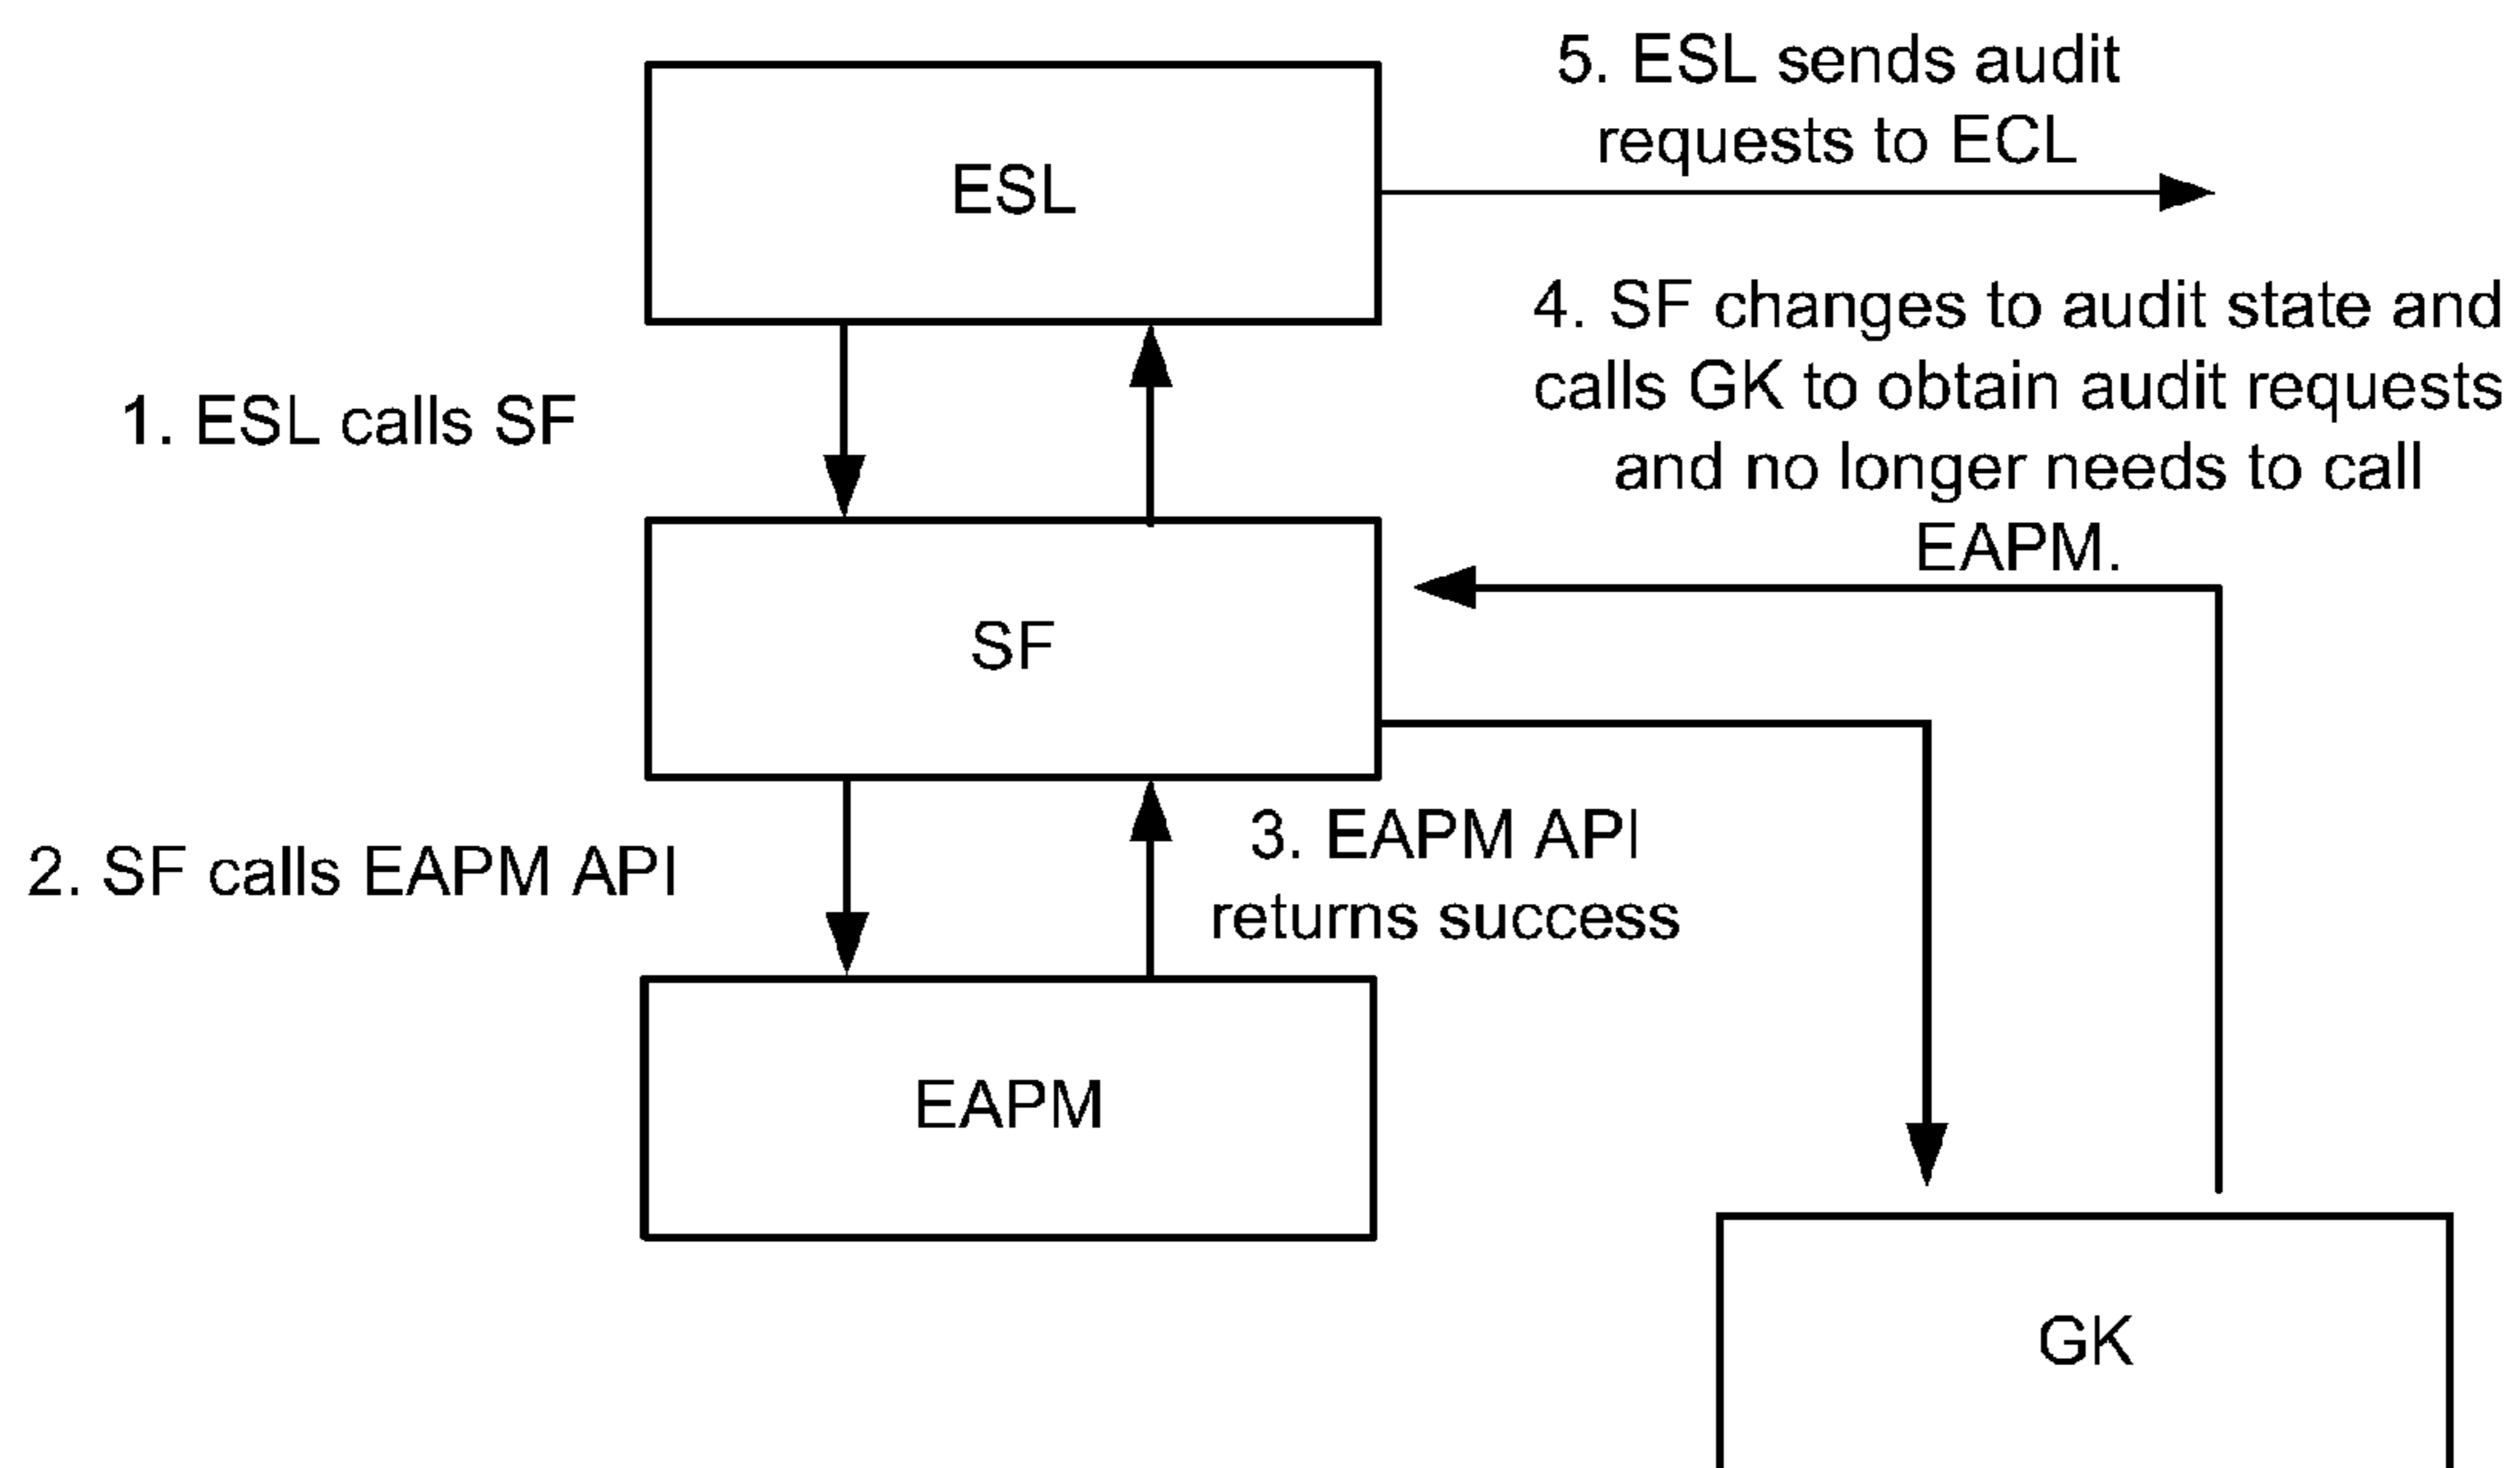 5. ESL sends audit
requests to ECL
ESL
4. SF changes to audit state and
calls GK to obtain audit requests
and no longer needs to call
EAPM.
1. ESL calls SF
SF
2. SF calls EAPM API
3. EAPM API
returns success
EAPM
GK